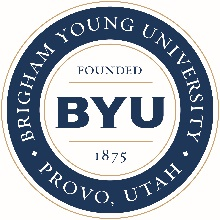 BRIGHAM YOUNG UNIVERSITY
FOUNDED
BYU
1875
PROVO, UTAH